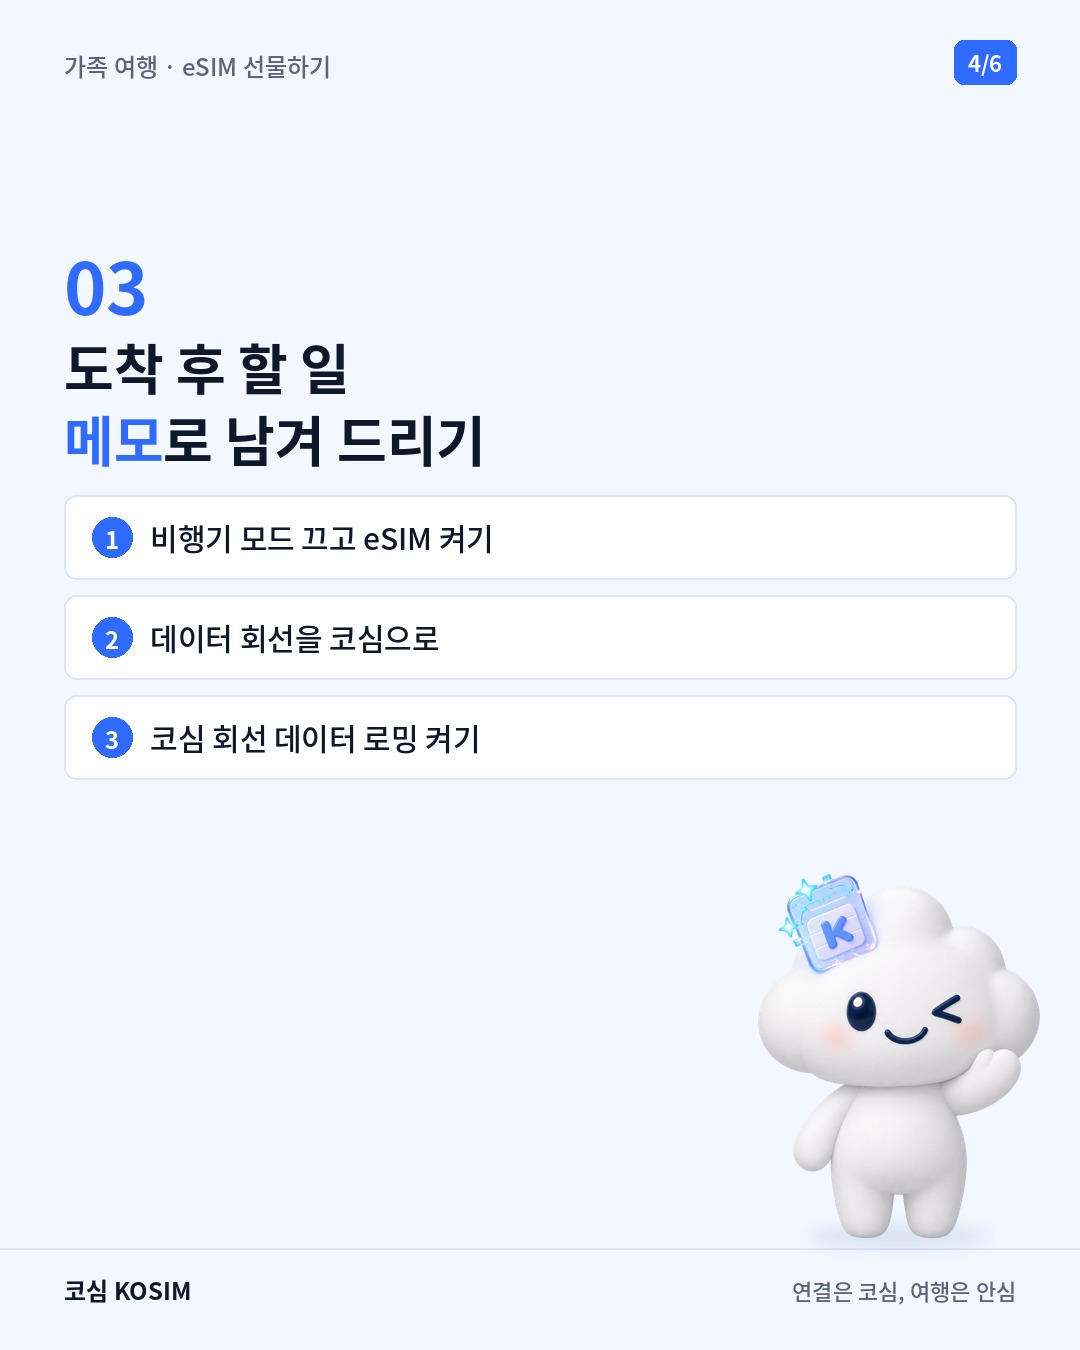 가족 여행 · eSIM 선물하기
4/6
03
도착 후 할 일
메모로 남겨 드리기
1 비행기 모드 끄고 eSIM 켜기
2 데이터 회선을 코심으로
3 코심 회선 데이터 로밍 켜기
K
코심 KOSIM
연결은 코심, 여행은 안심